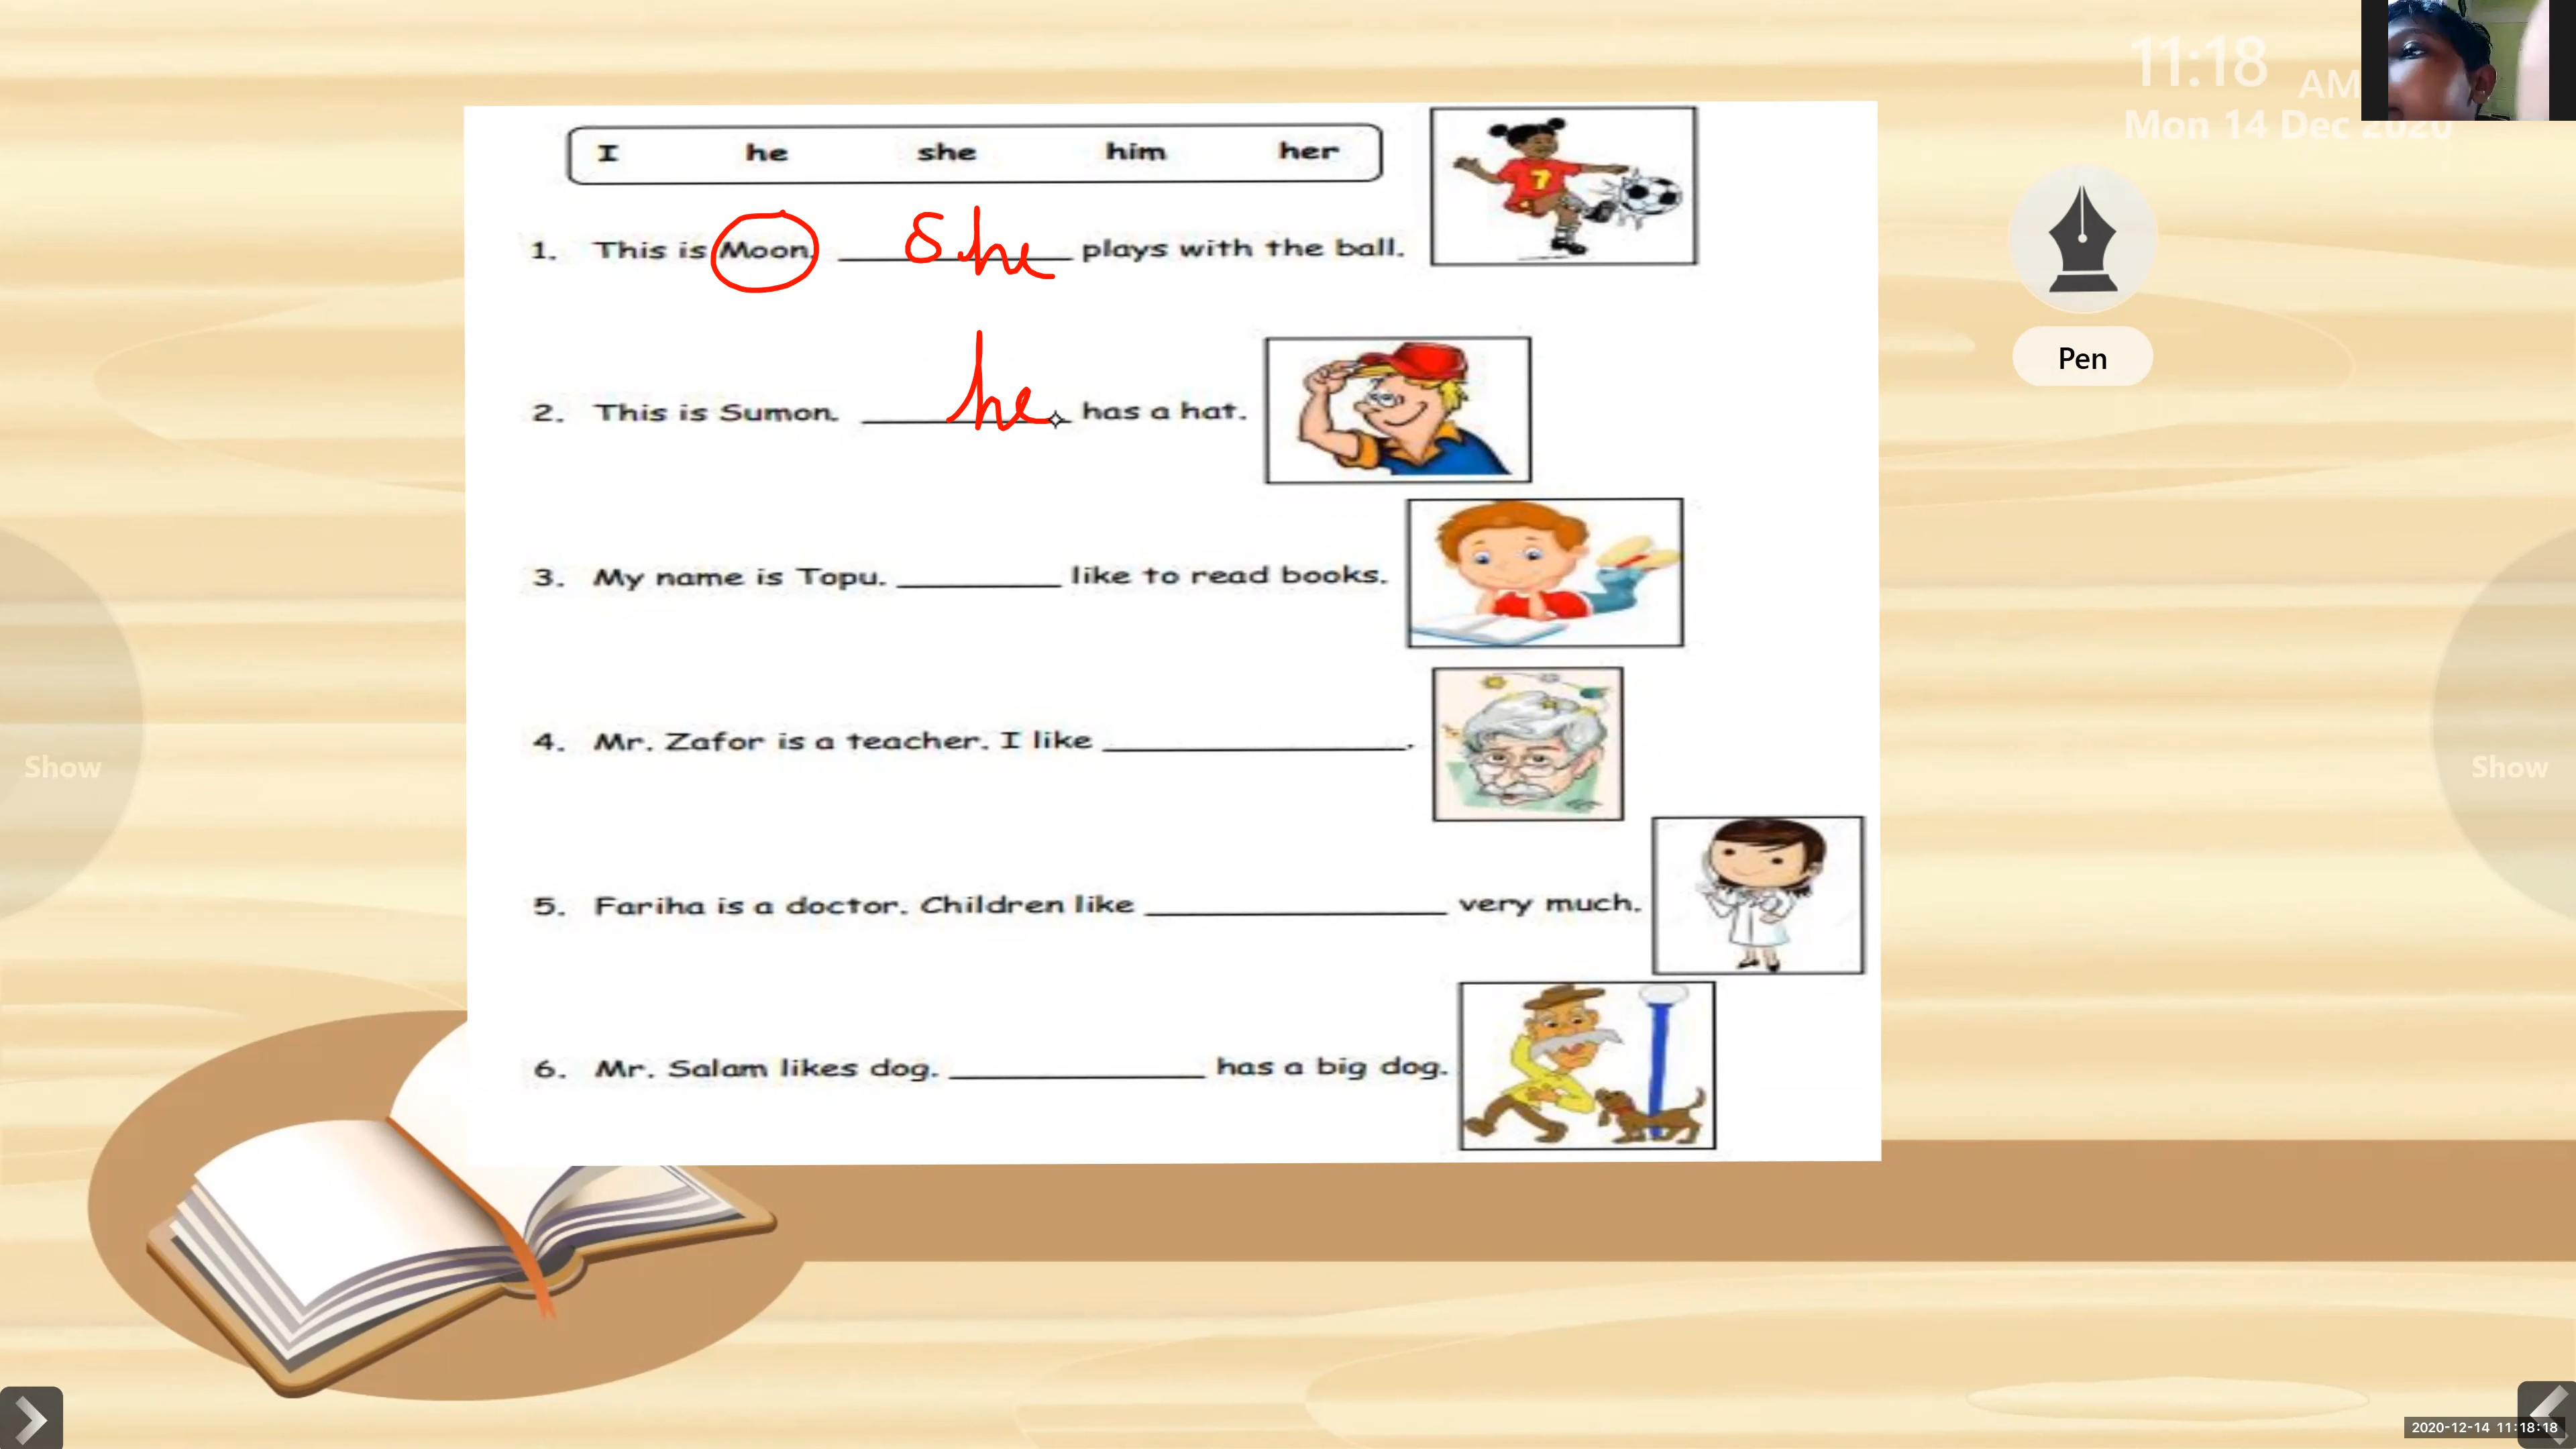 11:18 AM
Mon 14 Dec 2020
Pen
I he she him her
1. This is Moon. She plays with the ball.
7
2. This is Sumon. he has a hat.
3. My name is Topu. ________ like to read books.
4. Mr. Zafor is a teacher. I like ________.
5. Fariha is a doctor. Children like ________ very much.
6. Mr. Salam likes dog. ________ has a big dog.
Show
Show
2020-12-14 11:18:18